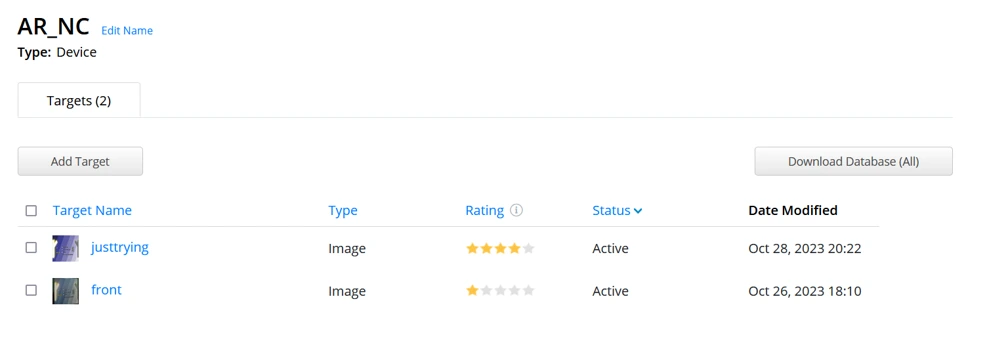 AR_NC Edit Name
Type: Device
Targets (2)
Add Target Download Database (All)
Target Name Type Rating Status Date Modified
justtrying Image Active Oct 28, 2023 20:22
front Image Active Oct 26, 2023 18:10